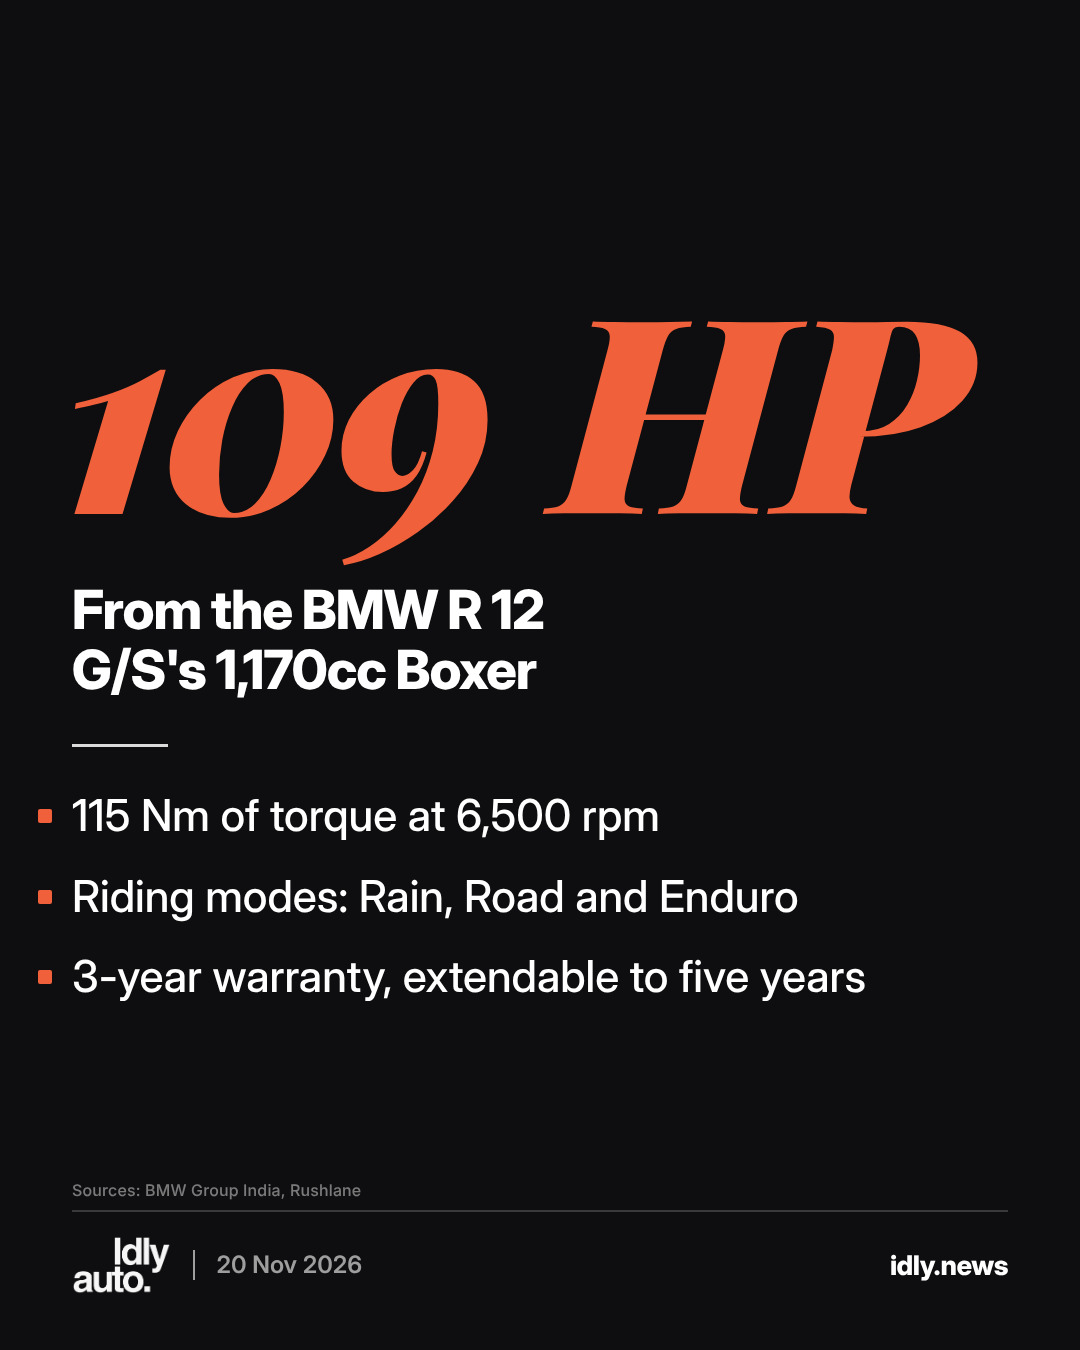 109 HP
From the BMW R 12
G/S's 1,170cc Boxer
115 Nm of torque at 6,500 rpm
Riding modes: Rain, Road and Enduro
3-year warranty, extendable to five years
Sources: BMW Group India, Rushlane
Idly
auto.
20 Nov 2026
idly.news